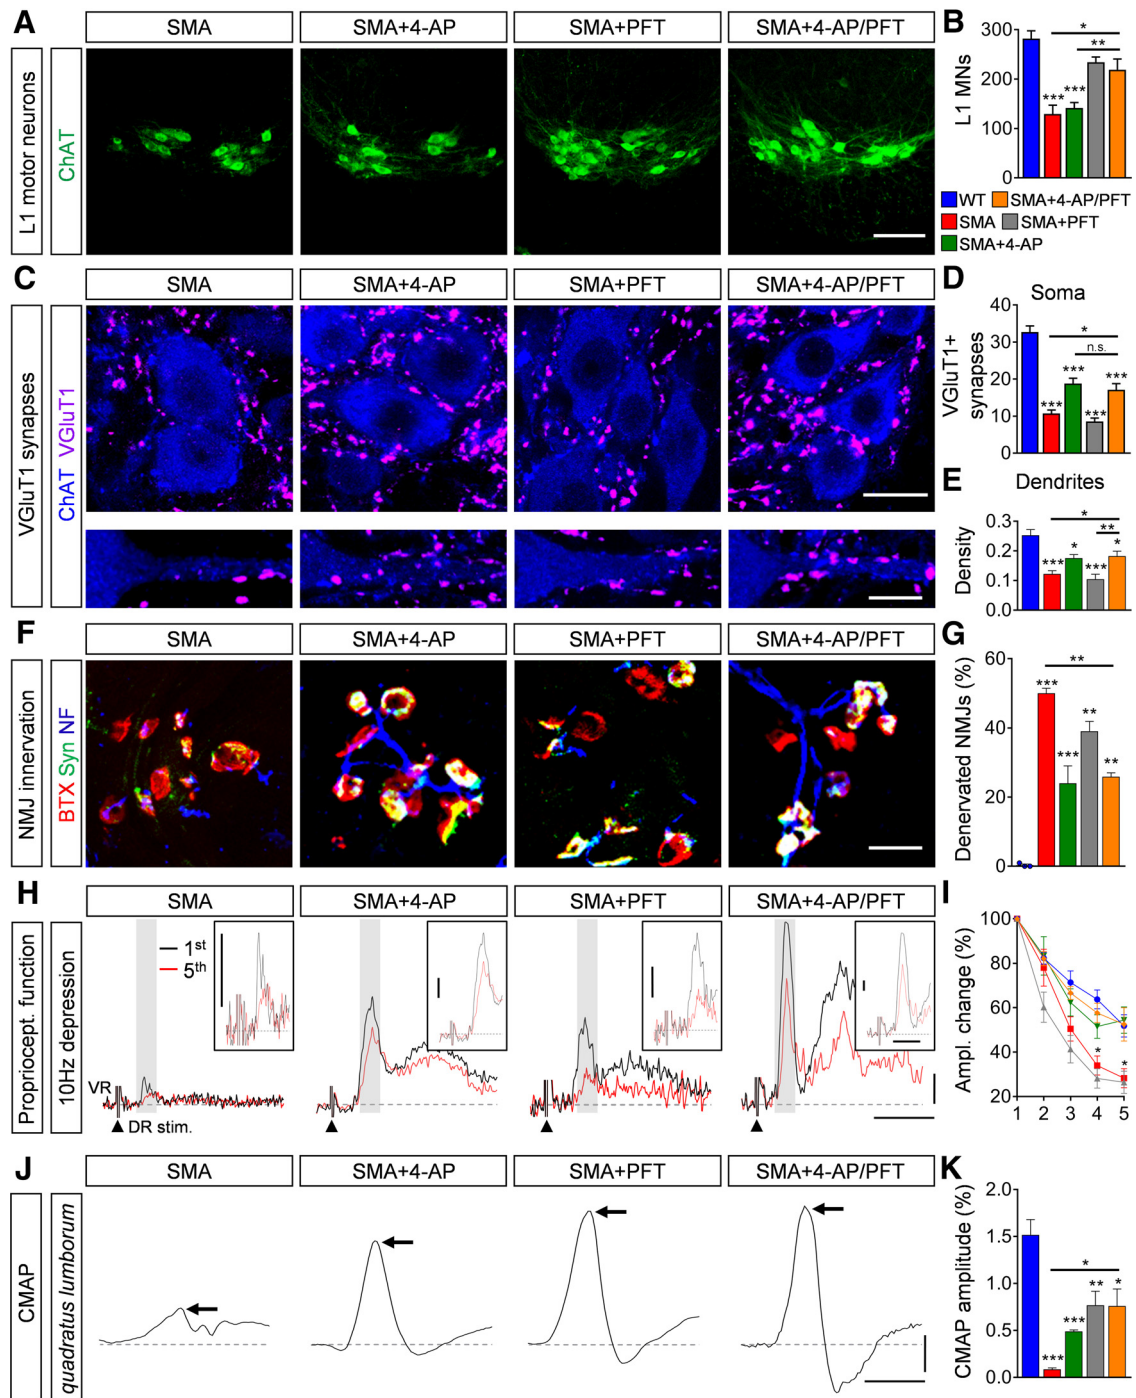 A
SMA
SMA+4-AP
SMA+PFT
SMA+4-AP/PFT
L1 motor neurons
ChAT
B
L1 MNs
300
200
100
0
***
***
*
**
WT
SMA+4-AP/PFT
SMA
SMA+PFT
SMA+4-AP
C
SMA
SMA+4-AP
SMA+PFT
SMA+4-AP/PFT
VGluT1 synapses
ChAT VGluT1
D
Soma
VGluT1+
synapses
40
30
20
10
0
*
n.s.
***
***
***
***
E
Dendrites
Density
0.3
0.2
0.1
0.0
*
**
***
*
***
*
F
SMA
SMA+4-AP
SMA+PFT
SMA+4-AP/PFT
NMJ innervation
BTX Syn NF
G
Denervated NMJs (%)
60
40
20
0
**
***
***
**
**
H
SMA
SMA+4-AP
SMA+PFT
SMA+4-AP/PFT
Propriocept. function
10Hz depression
1st
5th
VR
DR stim.
I
Ampl. change (%)
100
80
60
40
20
*
*
1 2 3 4 5
J
SMA
SMA+4-AP
SMA+PFT
SMA+4-AP/PFT
CMAP
quadratus lumborum
K
CMAP amplitude (%)
2.0
1.5
1.0
0.5
0.0
*
***
***
**
*